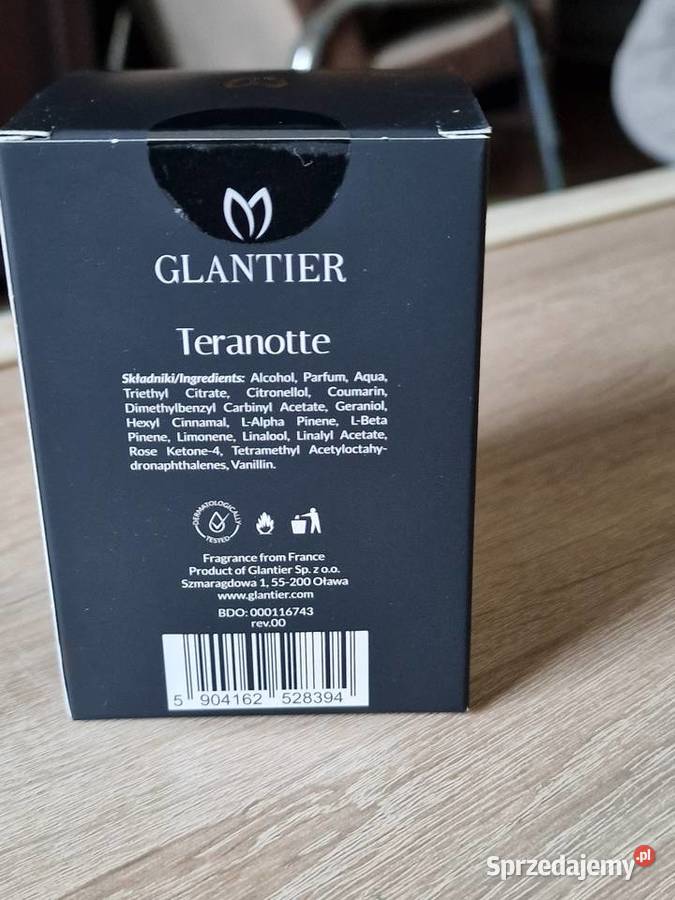 GLANTIER
Teranotte
Składniki/Ingredients: Alcohol, Parfum, Aqua,
Triethyl Citrate, Citronellol, Coumarin,
Dimethylbenzyl Carbinyl Acetate, Geraniol,
Hexyl Cinnamal, L-Alpha Pinene, L-Beta
Pinene, Limonene, Linalool, Linalyl Acetate,
Rose Ketone-4, Tetramethyl Acetyloctahy-
dronaphthalenes, Vanillin.
DERMATOLOGICALLY
TESTED
Fragrance from France
Product of Glantier Sp. z o.o.
Szmaragdowa 1, 55-200 Oława
www.glantier.com
BDO: 000116743
rev.00
5 904162 528394
Sprzedajemy.pl